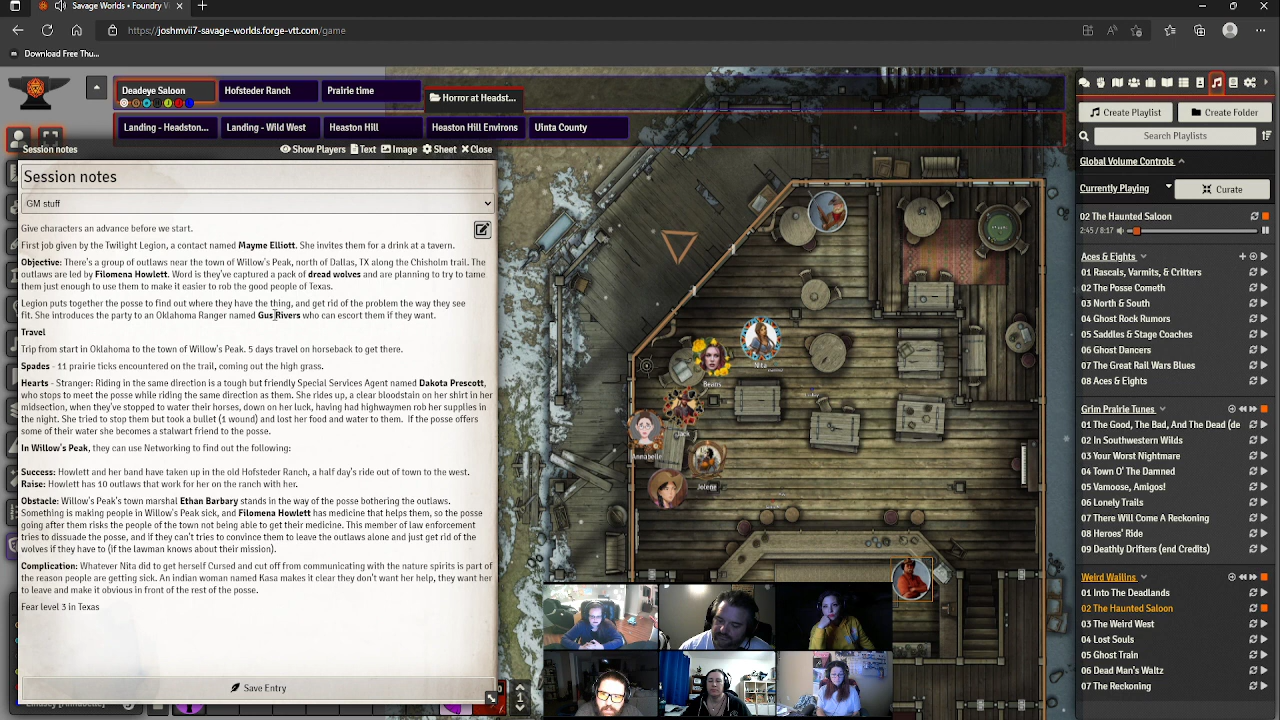 Savage Worlds • Foundry V
https://joshmvii7-savage-worlds.forge-vtt.com/game
Download Free Thu...
Deadeye Saloon
Hofsteder Ranch
Prairie time
Horror at Headst...
Landing - Headston...
Landing - Wild West
Heaston Hill
Heaston Hill Environs
Uinta County
Session notes
Show Players
Text
Image
Sheet
Close
Session notes
GM stuff
Give characters an advance before we start.
First job given by the Twilight Legion, a contact named Mayme Elliott. She invites them for a drink at a tavern.
Objective: There's a group of outlaws near the town of Willow's Peak, north of Dallas, TX along the Chisholm trail. The
outlaws are led by Filomena Howlett. Word is they've captured a pack of dread wolves and are planning to try to tame
them just enough to use them to make it easier to rob the good people of Texas.
Legion puts together the posse to find out where they have the thing, and get rid of the problem the way they see
fit. She introduces the party to an Oklahoma Ranger named Gus Rivers who can escort them if they want.
Travel
Trip from start in Oklahoma to the town of Willow's Peak. 5 days travel on horseback to get there.
Spades - 11 prairie ticks encountered on the trail, coming out the high grass.
Hearts - Stranger: Riding in the same direction is a tough but friendly Special Services Agent named Dakota Prescott,
who stops to meet the posse while riding the same direction as them. She rides up, a clear bloodstain on her shirt in her
midsection, when they've stopped to water their horses, down on her luck, having had highwaymen rob her supplies in
the night. She tried to stop them but took a bullet (1 wound) and lost her food and water to them. If the posse offers
some of their water she becomes a stalwart friend to the posse.
In Willow's Peak, they can use Networking to find out the following:
Success: Howlett and her band have taken up in the old Hofsteder Ranch, a half day's ride out of town to the west.
Raise: Howlett has 10 outlaws that work for her on the ranch with her.
Obstacle: Willow's Peak's town marshal Ethan Barbary stands in the way of the posse bothering the outlaws.
Something is making people in Willow's Peak sick, and Filomena Howlett has medicine that helps them, so the posse
going after them risks the people of the town not being able to get their medicine. This member of law enforcement
tries to dissuade the posse, and if they can't tries to convince them to leave the outlaws alone and just get rid of the
wolves if they have to (if the lawman knows about their mission).
Complication: Whatever Nita did to get herself Cursed and cut off from communicating with the nature spirits is part of
the reason people are getting sick. An indian woman named Kasa makes it clear they don't want her help, they want her
to leave and make it obvious in front of the rest of the posse.
Fear level 3 in Texas
Save Entry
Lindsey [Annabelle]
Nita
Beans
Jack
Annabelle
Jolene
Create Playlist
Create Folder
Search Playlists
Global Volume Controls
Currently Playing
Curate
02 The Haunted Saloon
2:45 / 8:17
Aces & Eights
01 Rascals, Varmits, & Critters
02 The Posse Cometh
03 North & South
04 Ghost Rock Rumors
05 Saddles & Stage Coaches
06 Ghost Dancers
07 The Great Rail Wars Blues
08 Aces & Eights
Grim Prairie Tunes
01 The Good, The Bad, And The Dead (de
02 In Southwestern Wilds
03 Your Worst Nightmare
04 Town O' The Damned
05 Vamoose, Amigos!
06 Lonely Trails
07 There Will Come A Reckoning
08 Heroes' Ride
09 Deathly Drifters (end Credits)
Weird Wallins
01 Into The Deadlands
02 The Haunted Saloon
03 The Weird West
04 Lost Souls
05 Ghost Train
06 Dead Man's Waltz
07 The Reckoning